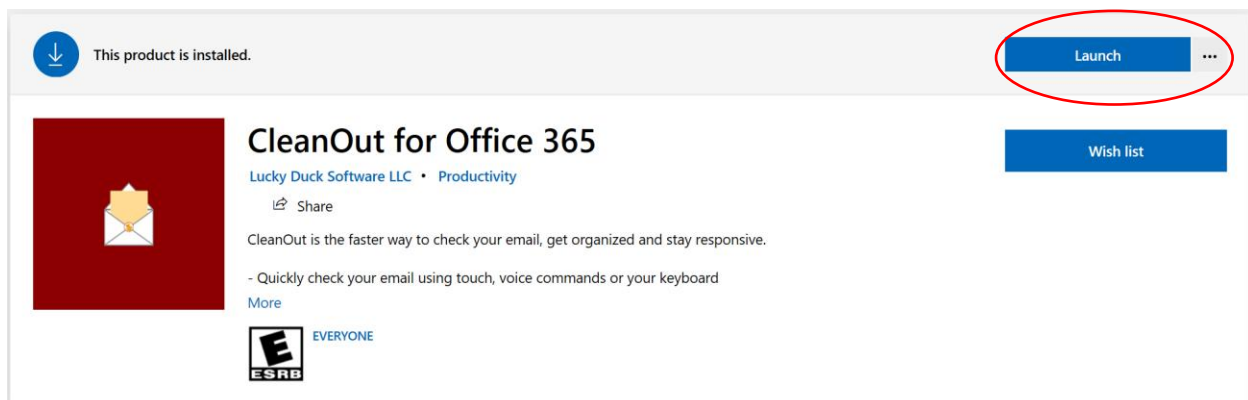 This product is installed.
Launch
...
CleanOut for Office 365
Lucky Duck Software LLC • Productivity
Share
Wish list
CleanOut is the faster way to check your email, get organized and stay responsive.
- Quickly check your email using touch, voice commands or your keyboard
More
E
ESRB
EVERYONE